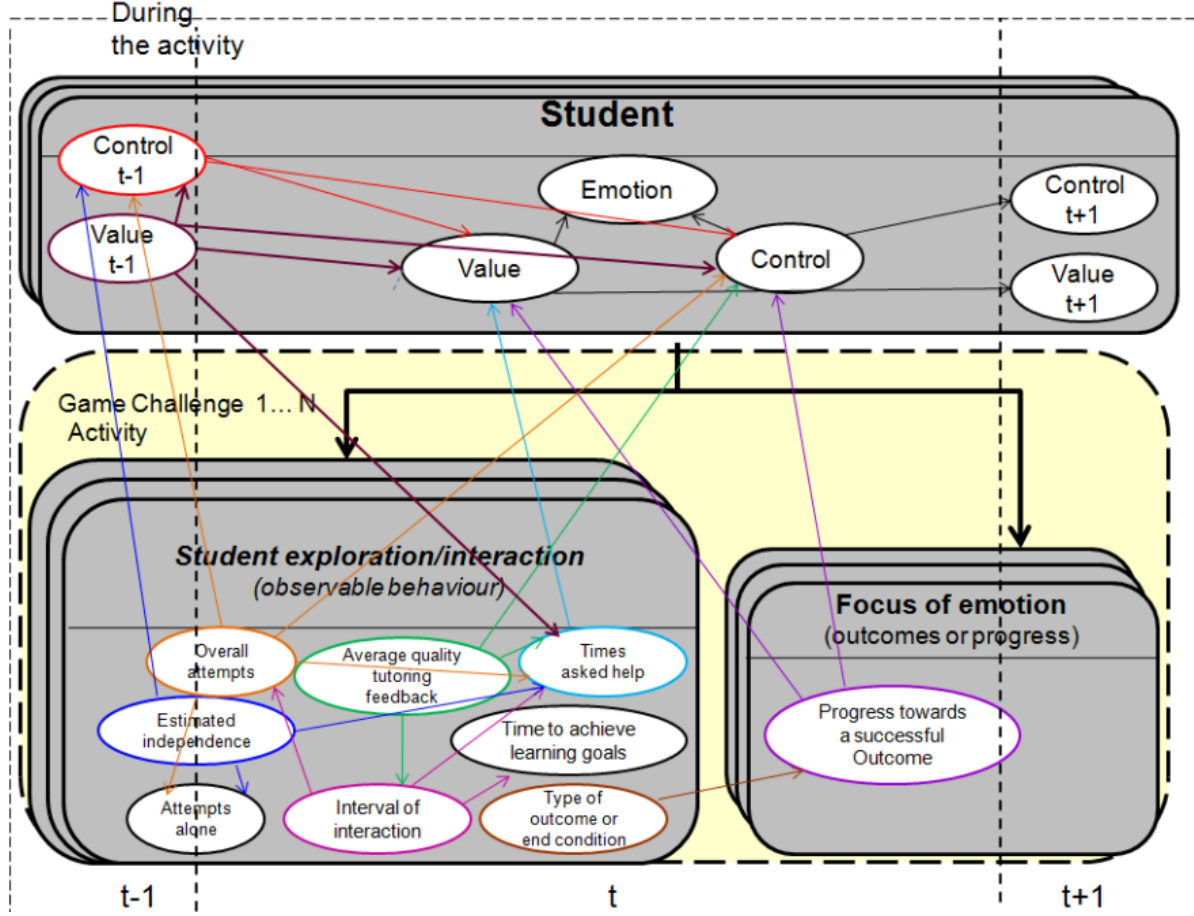 During
the activity
Student
Control
t-1
Emotion
Control
t+1
Value
t-1
Value
Control
Value
t+1
Game Challenge 1... N
Activity
Student exploration/interaction
(observable behaviour)
Focus of emotion
(outcomes or progress)
Overall
attempts
Average quality
tutoring
feedback
Times
asked help
Estimated
independence
Time to achieve
learning goals
Progress towards
a successful
Outcome
Attempts
alone
Interval of
interaction
Type of
outcome or
end condition
t-1
t
t+1